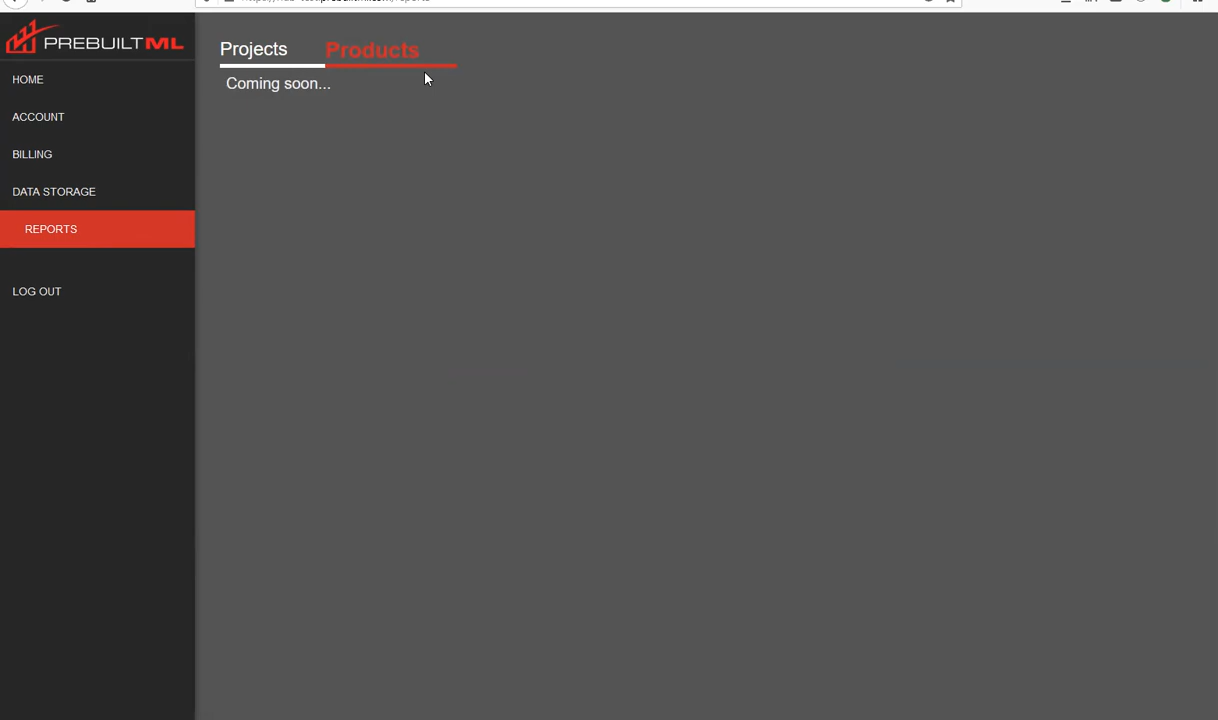 PREBUILTML
HOME
ACCOUNT
BILLING
DATA STORAGE
REPORTS
LOG OUT
Projects Products
Coming soon...